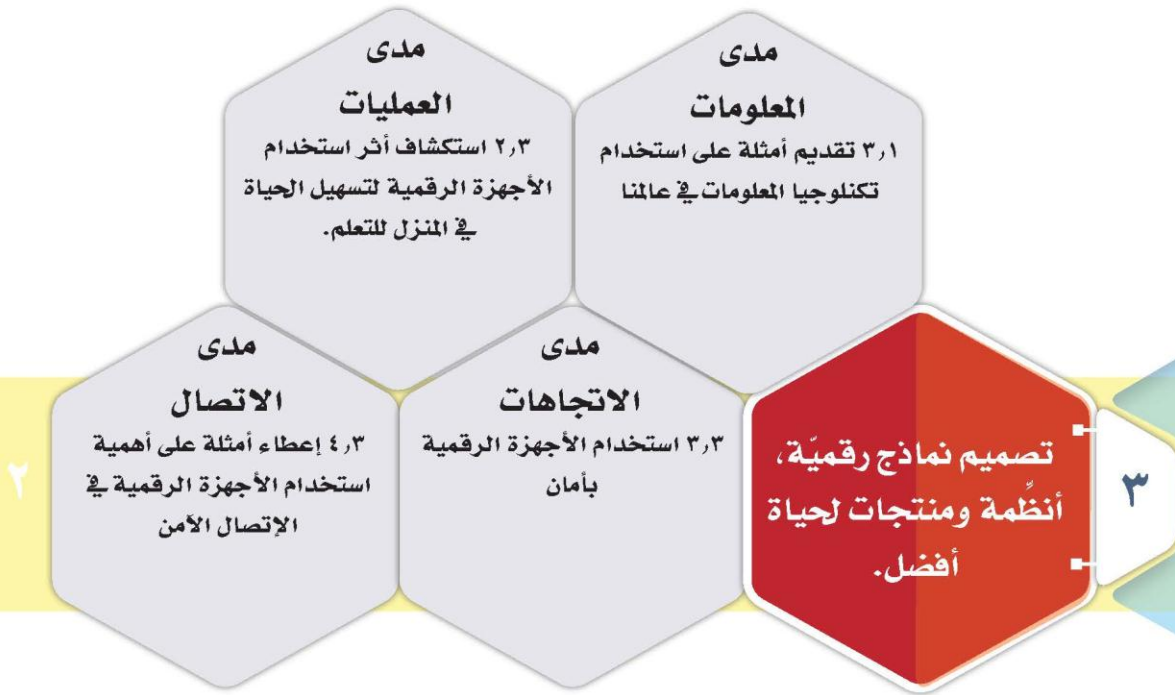 مدى
المعلومات
٣,١ تقديم أمثلة على استخدام
تكنلوجيا المعلومات في عالمنا
مدى
العمليات
٢,٣ استكشاف أثر استخدام
الأجهزة الرقمية لتسهيل الحياة
في المنزل للتعلم.
٣
تصميم نماذج رقميّة،
أنظِّمة ومنتجات لحياة
أفضل.
مدى
الاتجاهات
٣,٣ استخدام الأجهزة الرقمية
بأمان
مدى
الاتصال
٤,٣ إعطاء أمثلة على أهمية
استخدام الأجهزة الرقمية في
الإتصال الآمن
٢